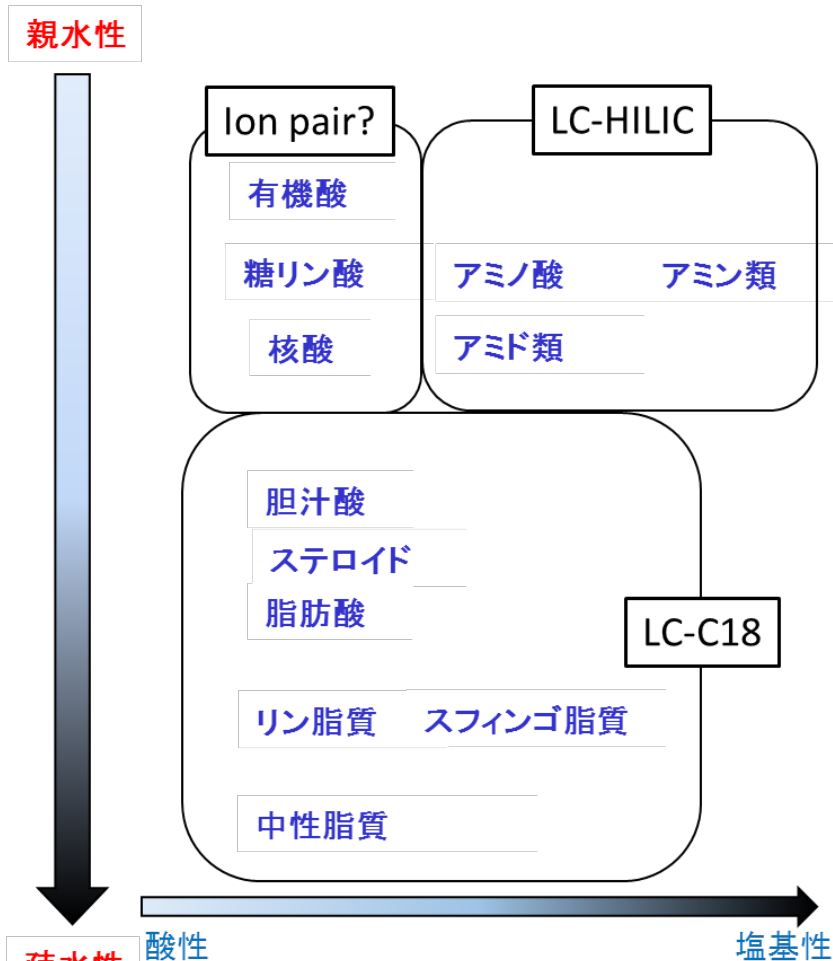 親水性
Ion pair?
LC-HILIC
有機酸
糖リン酸
アミノ酸
アミン類
核酸
アミド類
胆汁酸
ステロイド
脂肪酸
LC-C18
リン脂質
スフィンゴ脂質
中性脂質
酸性
塩基性
疎水性